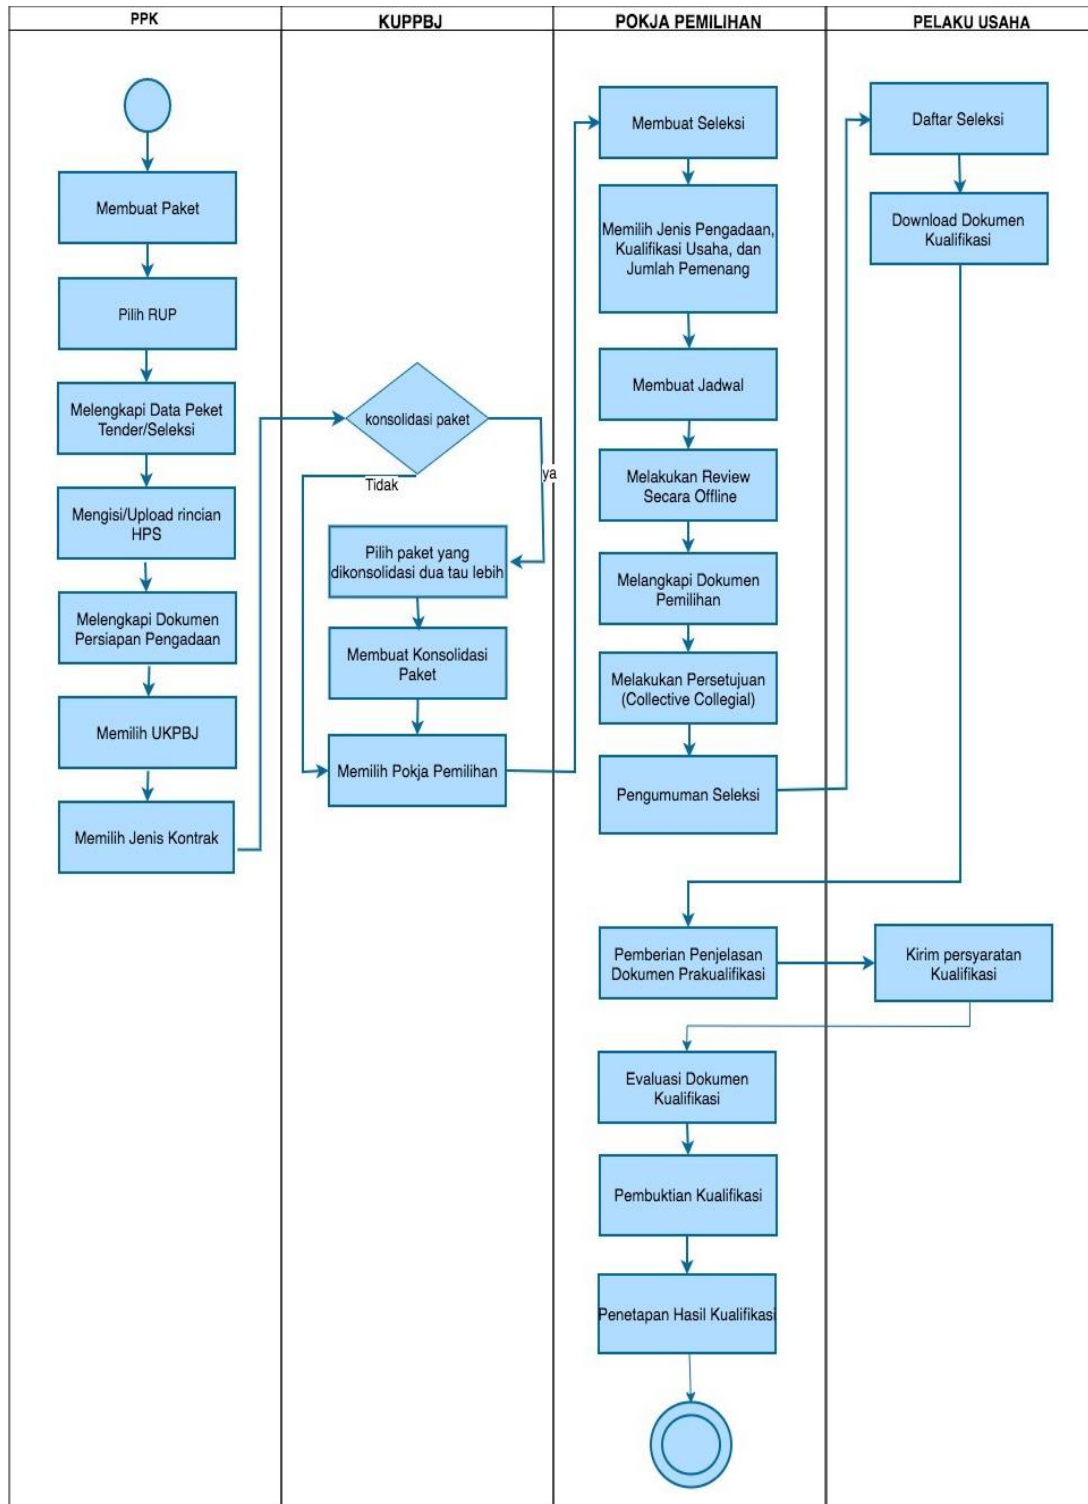 PPK
KUPPBJ
POKJA PEMILIHAN
PELAKU USAHA
Membuat Paket
Pilih RUP
Melengkapi Data Peket
Tender/Seleksi
Mengisi/Upload rincian
HPS
Melengkapi Dokumen
Persiapan Pengadaan
Memilih UKPBJ
Memilih Jenis Kontrak
konsolidasi paket
Tidak
ya
Pilih paket yang
dikonsolidasi dua tau lebih
Membuat Konsolidasi
Paket
Memilih Pokja Pemilihan
Membuat Seleksi
Memilih Jenis Pengadaan,
Kualifikasi Usaha, dan
Jumlah Pemenang
Membuat Jadwal
Melakukan Review
Secara Offline
Melangkapi Dokumen
Pemilihan
Melakukan Persetujuan
(Collective Collegial)
Pengumuman Seleksi
Daftar Seleksi
Download Dokumen
Kualifikasi
Pemberian Penjelasan
Dokumen Prakualifikasi
Kirim persyaratan
Kualifikasi
Evaluasi Dokumen
Kualifikasi
Pembuktian Kualifikasi
Penetapan Hasil Kualifikasi